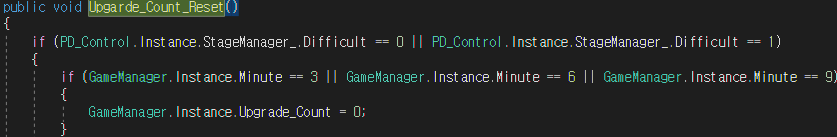 public void Upgarde_Count_Reset()
{
if (PD_Control.Instance.StageManager_.Difficult == 0 || PD_Control.Instance.StageManager_.Difficult == 1)
{
if (GameManager.Instance.Minute == 3 || GameManager.Instance.Minute == 6 || GameManager.Instance.Minute == 9)
{
GameManager.Instance.Upgrade_Count = 0;
}